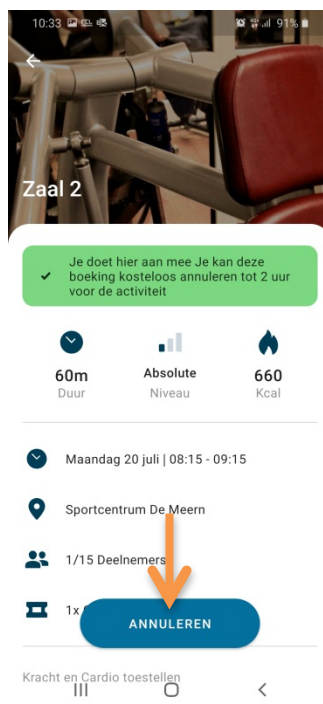 10:33 91%
Zaal 2
Je doet hier aan mee Je kan deze
boeking kosteloos annuleren tot 2 uur
voor de activiteit
60m Absolute 660
Duur Niveau Kcal
Maandag 20 juli | 08:15 - 09:15
Sportcentrum De Meern
1/15 Deelnemers
1x
ANNULEREN
Kracht en Cardio toestellen